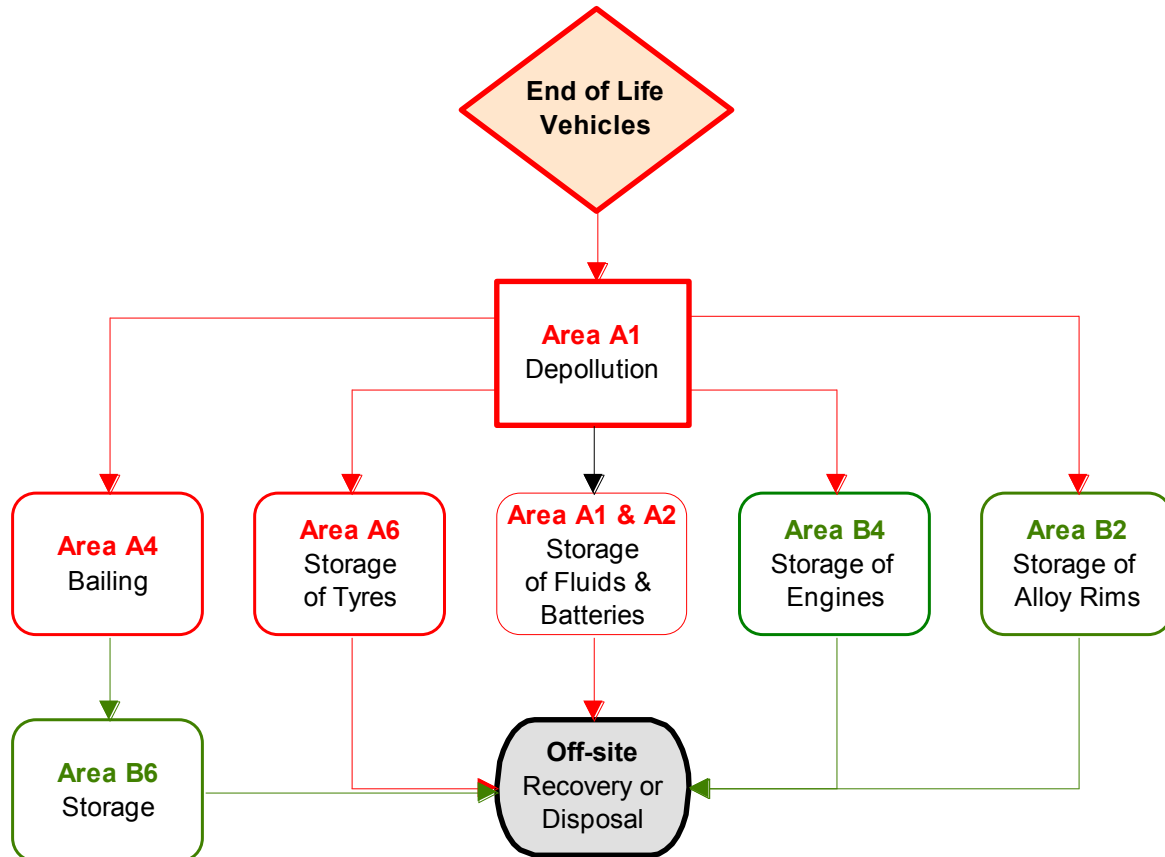 End of Life
Vehicles
Area A1
Depollution
Area A4
Bailing
Area A6
Storage
of Tyres
Area A1 & A2
Storage
of Fluids &
Batteries
Area B4
Storage of
Engines
Area B2
Storage of
Alloy Rims
Area B6
Storage
Off-site
Recovery or
Disposal